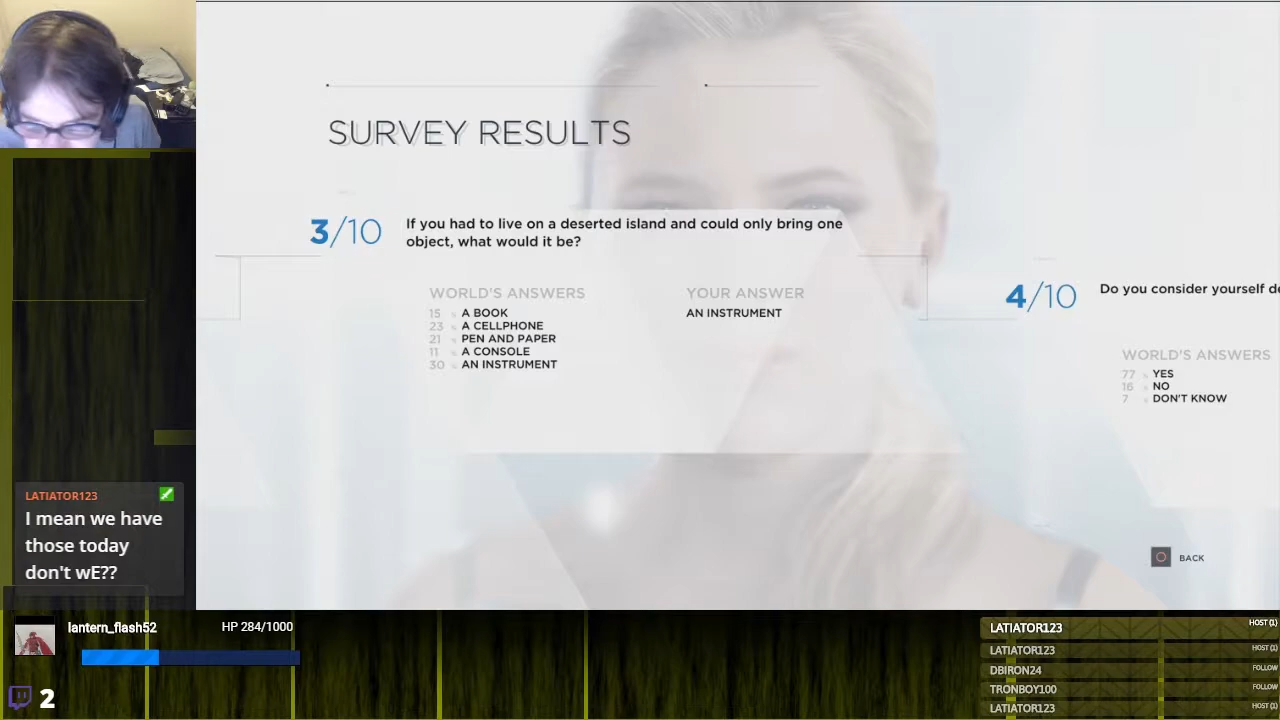 SURVEY RESULTS
3/10
If you had to live on a deserted island and could only bring one
object, what would it be?
WORLD'S ANSWERS
15 % A BOOK
23 % A CELLPHONE
21 % PEN AND PAPER
11 % A CONSOLE
30 % AN INSTRUMENT
YOUR ANSWER
AN INSTRUMENT
4/10
Do you consider yourself de
WORLD'S ANSWERS
77 % YES
16 % NO
7 % DON'T KNOW
BACK
LATIATOR123
I mean we have
those today
don't wE??
lantern_flash52
HP 284/1000
2
LATIATOR123 HOST (1)
LATIATOR123 HOST (1)
DBIRON24 FOLLOW
TRONBOY100 FOLLOW
LATIATOR123 HOST (1)